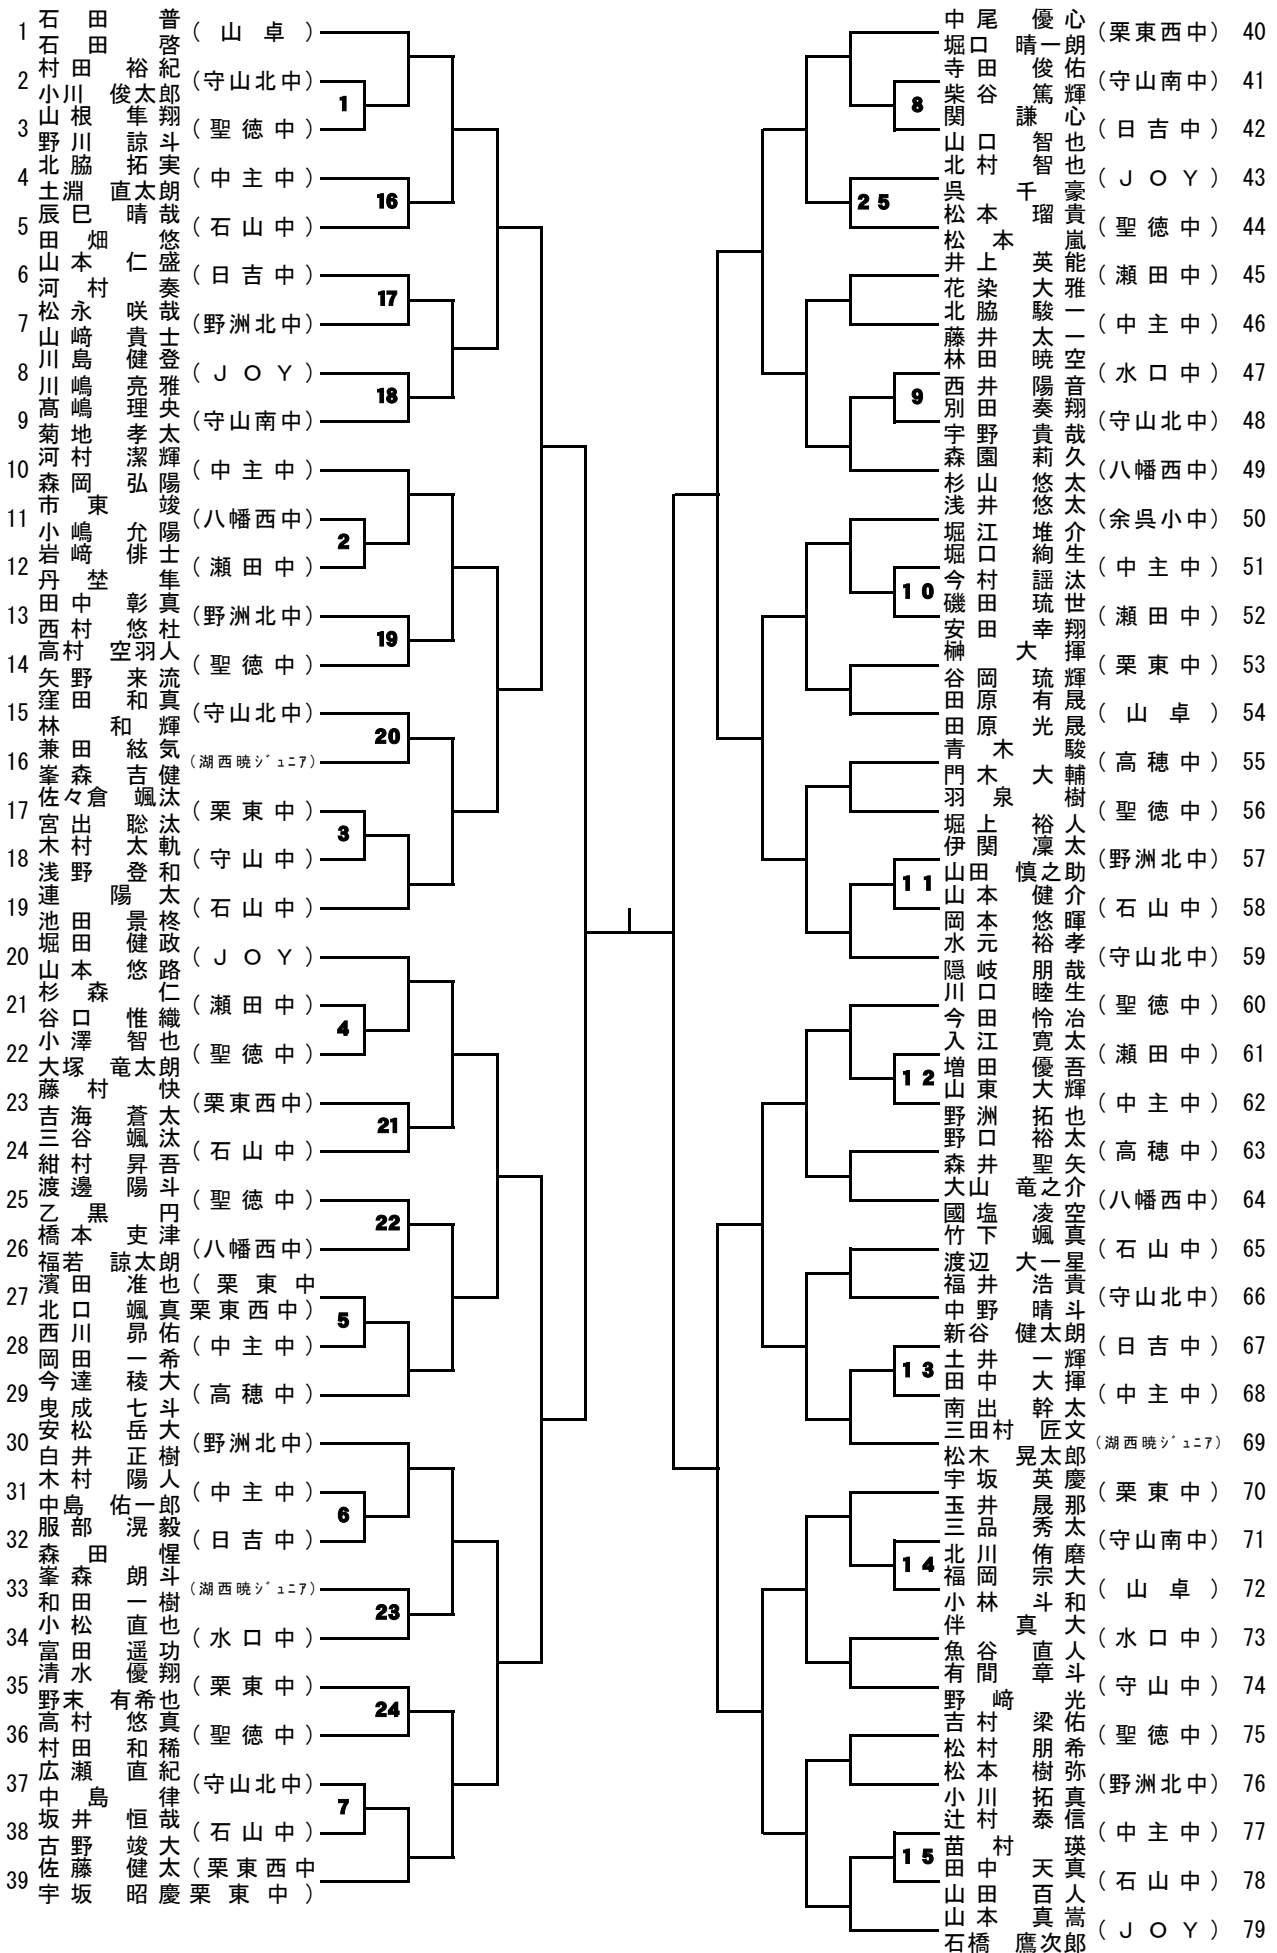 1 石田 普 (山卓)
石田 啓
2 村田 裕紀 (守山北中)
小川 俊太郎
1
3 山根 隼翔 (聖徳中)
野川 諒斗
4 北脇 拓実 (中主中)
土淵 直太朗
16
5 辰巳 晴哉 (石山中)
田畑 悠
6 山本 仁盛 (日吉中)
河村 奏
17
7 松永 咲哉 (野洲北中)
山﨑 貴士
8 川島 健登 (JOY)
川嶋 亮雅
18
9 髙嶋 理央 (守山南中)
菊地 孝太
10 河村 潔輝 (中主中)
森岡 弘陽
11 市東 竣 (八幡西中)
小嶋 允陽
2
12 岩﨑 俳士 (瀬田中)
丹埜 隼
13 田中 彰真 (野洲北中)
西村 悠杜
19
14 高村 空羽人 (聖徳中)
矢野 来流
15 窪田 和真 (守山北中)
林 和輝
20
16 兼田 絃気 (湖西暁ジュニア)
峯森 吉健
17 佐々倉 颯汰 (栗東中)
宮出 聡汰
3
18 木村 太軌 (守山中)
浅野 登和
19 連 陽太 (石山中)
池田 景柊
20 堀田 健政 (JOY)
山本 悠路
21 杉森 仁 (瀬田中)
谷口 惟織
4
22 小澤 智也 (聖徳中)
大塚 竜太朗
23 藤村 快 (栗東西中)
吉海 蒼太
21
24 三谷 颯汰 (石山中)
紺村 昇吾
25 渡邊 陽斗 (聖徳中)
乙黒 円
22
26 橋本 吏津 (八幡西中)
福若 諒太朗
27 濱田 准也 (栗東中
北口 颯真 栗東西中)
5
28 西川 昴佑 (中主中)
岡田 一希
29 今達 稜大 (高穂中)
曳成 七斗
30 安松 岳大 (野洲北中)
白井 正樹
31 木村 陽人 (中主中)
中島 佑一郎
6
32 服部 滉毅 (日吉中)
森田 惺
33 峯森 朗斗 (湖西暁ジュニア)
和田 一樹
23
34 小松 直也 (水口中)
富田 遥功
35 清水 優翔 (栗東中)
野末 有希也
24
36 高村 悠真 (聖徳中)
村田 和稀
37 広瀬 直紀 (守山北中)
中島 律
7
38 坂井 恒哉 (石山中)
古野 竣大
39 佐藤 健太 (栗東西中
宇坂 昭慶 栗東中)
中尾 優心 (栗東西中) 40
堀口 晴一朗
寺田 俊佑 (守山南中) 41
柴谷 篤輝
8
関 謙心 (日吉中) 42
山口 智也
北村 智也 (JOY) 43
呉 千豪
25
松本 瑠貴 (聖徳中) 44
松本 嵐
井上 英能 (瀬田中) 45
花染 大雅
北脇 駿一 (中主中) 46
藤井 太一
林田 暁空 (水口中) 47
西井 陽音
9
別田 奏翔 (守山北中) 48
宇野 貴哉
森園 莉久 (八幡西中) 49
杉山 悠太
浅井 悠太 (余呉小中) 50
堀江 堆介
堀口 絢生 (中主中) 51
今村 謡汰
10
磯田 琉世 (瀬田中) 52
安田 幸翔
榊 大揮 (栗東中) 53
谷岡 琉輝
田原 有晟 (山卓) 54
田原 光晟
青木 駿 (高穂中) 55
門木 大輔
羽泉 樹 (聖徳中) 56
堀上 裕人
伊関 凜太 (野洲北中) 57
山田 慎之助
11
山本 健介 (石山中) 58
岡本 悠暉
水元 裕孝 (守山北中) 59
隠岐 朋哉
川口 睦生 (聖徳中) 60
今田 怜冶
入江 寛太 (瀬田中) 61
増田 優吾
12
山東 大輝 (中主中) 62
野洲 拓也
野口 裕太 (高穂中) 63
森井 聖矢
大山 竜之介 (八幡西中) 64
國塩 凌空
竹下 颯真 (石山中) 65
渡辺 大一星
福井 浩貴 (守山北中) 66
中野 晴斗
新谷 健太朗 (日吉中) 67
土井 一輝
13
田中 大揮 (中主中) 68
南出 幹太
三田村 匠文 (湖西暁ジュニア) 69
松木 晃太郎
宇坂 英慶 (栗東中) 70
玉井 晟那
三品 秀太 (守山南中) 71
北川 侑磨
14
福岡 宗大 (山卓) 72
小林 斗和
伴 真大 (水口中) 73
魚谷 直人
有間 章斗 (守山中) 74
野﨑 光
吉村 梁佑 (聖徳中) 75
松村 朋希
松本 樹弥 (野洲北中) 76
小川 拓真
辻村 泰信 (中主中) 77
苗村 瑛
15
田中 天真 (石山中) 78
山田 百人
山本 真嵩 (JOY) 79
石橋 鷹次郎